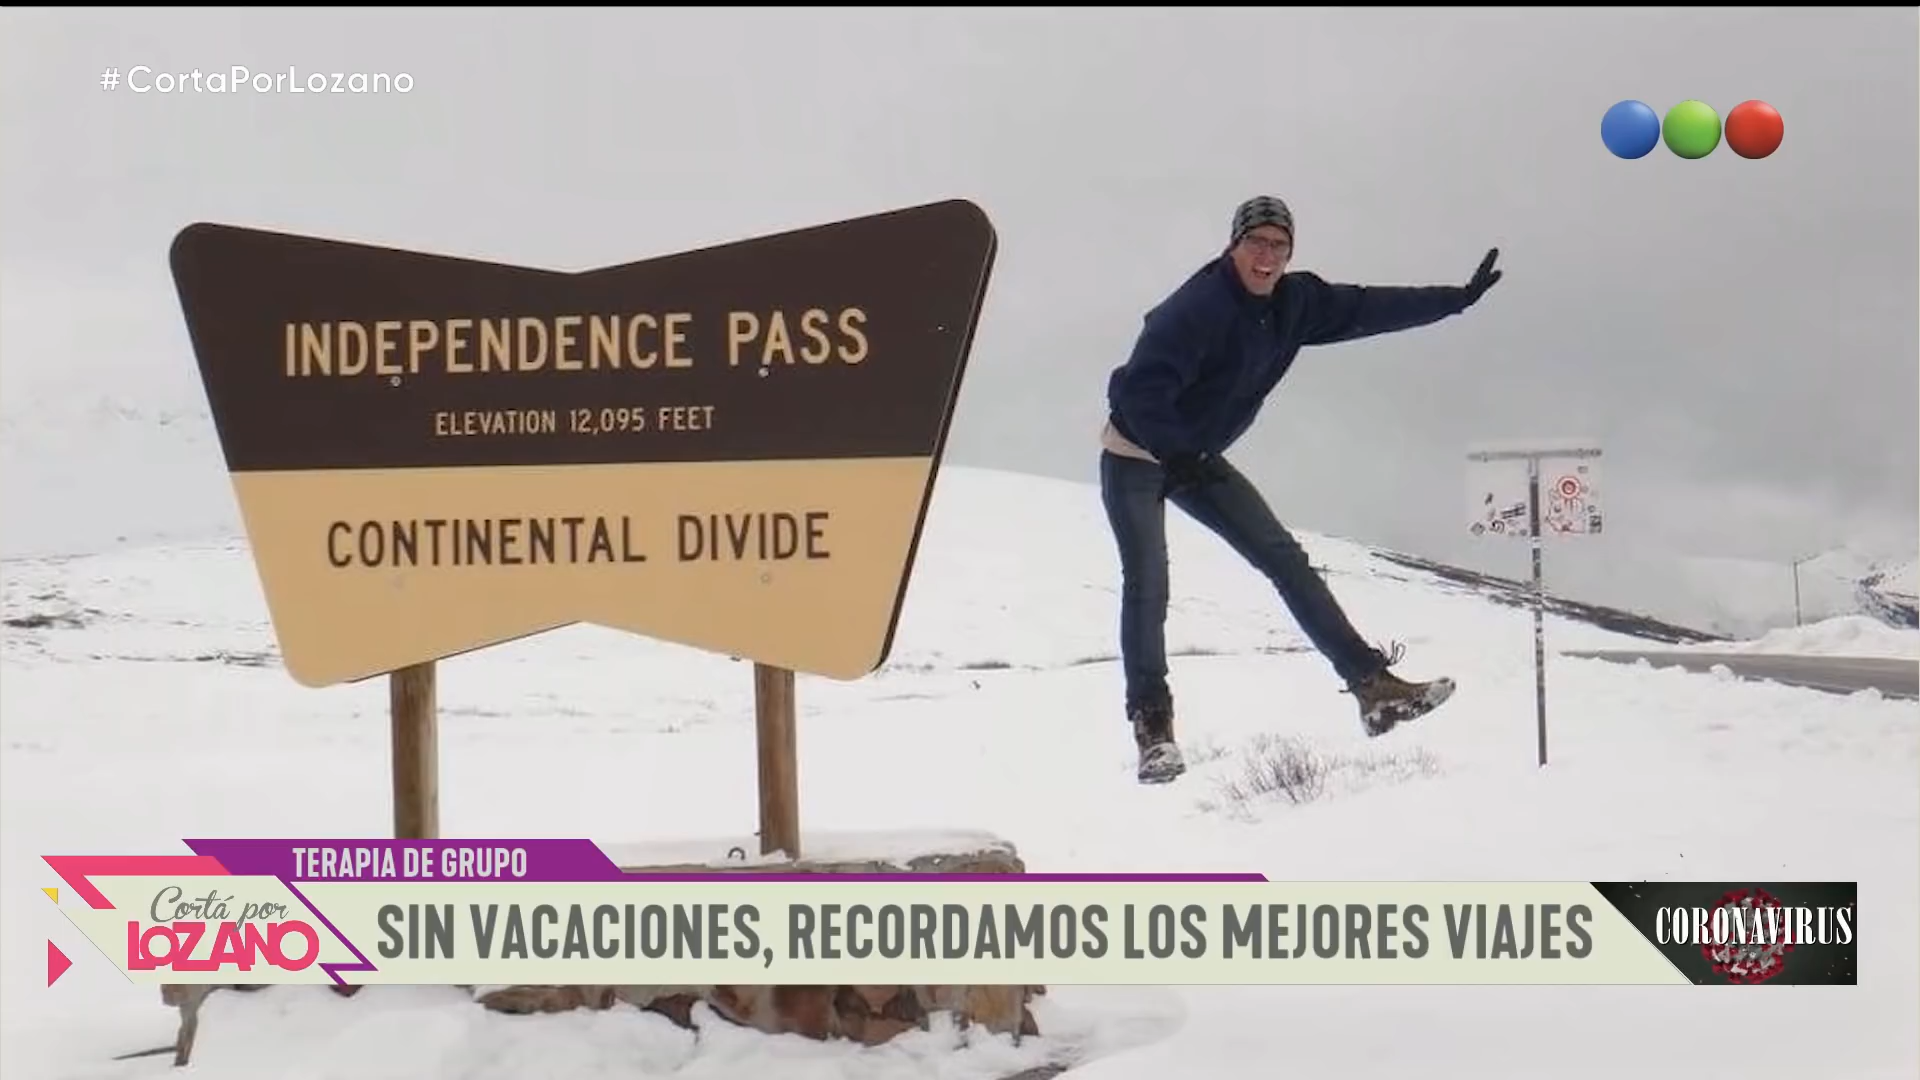 #CortaPorLozano
INDEPENDENCE PASS
ELEVATION 12,095 FEET
CONTINENTAL DIVIDE
TERAPIA DE GRUPO
Cortá por
LOZANO
SIN VACACIONES, RECORDAMOS LOS MEJORES VIAJES
CORONAVIRUS